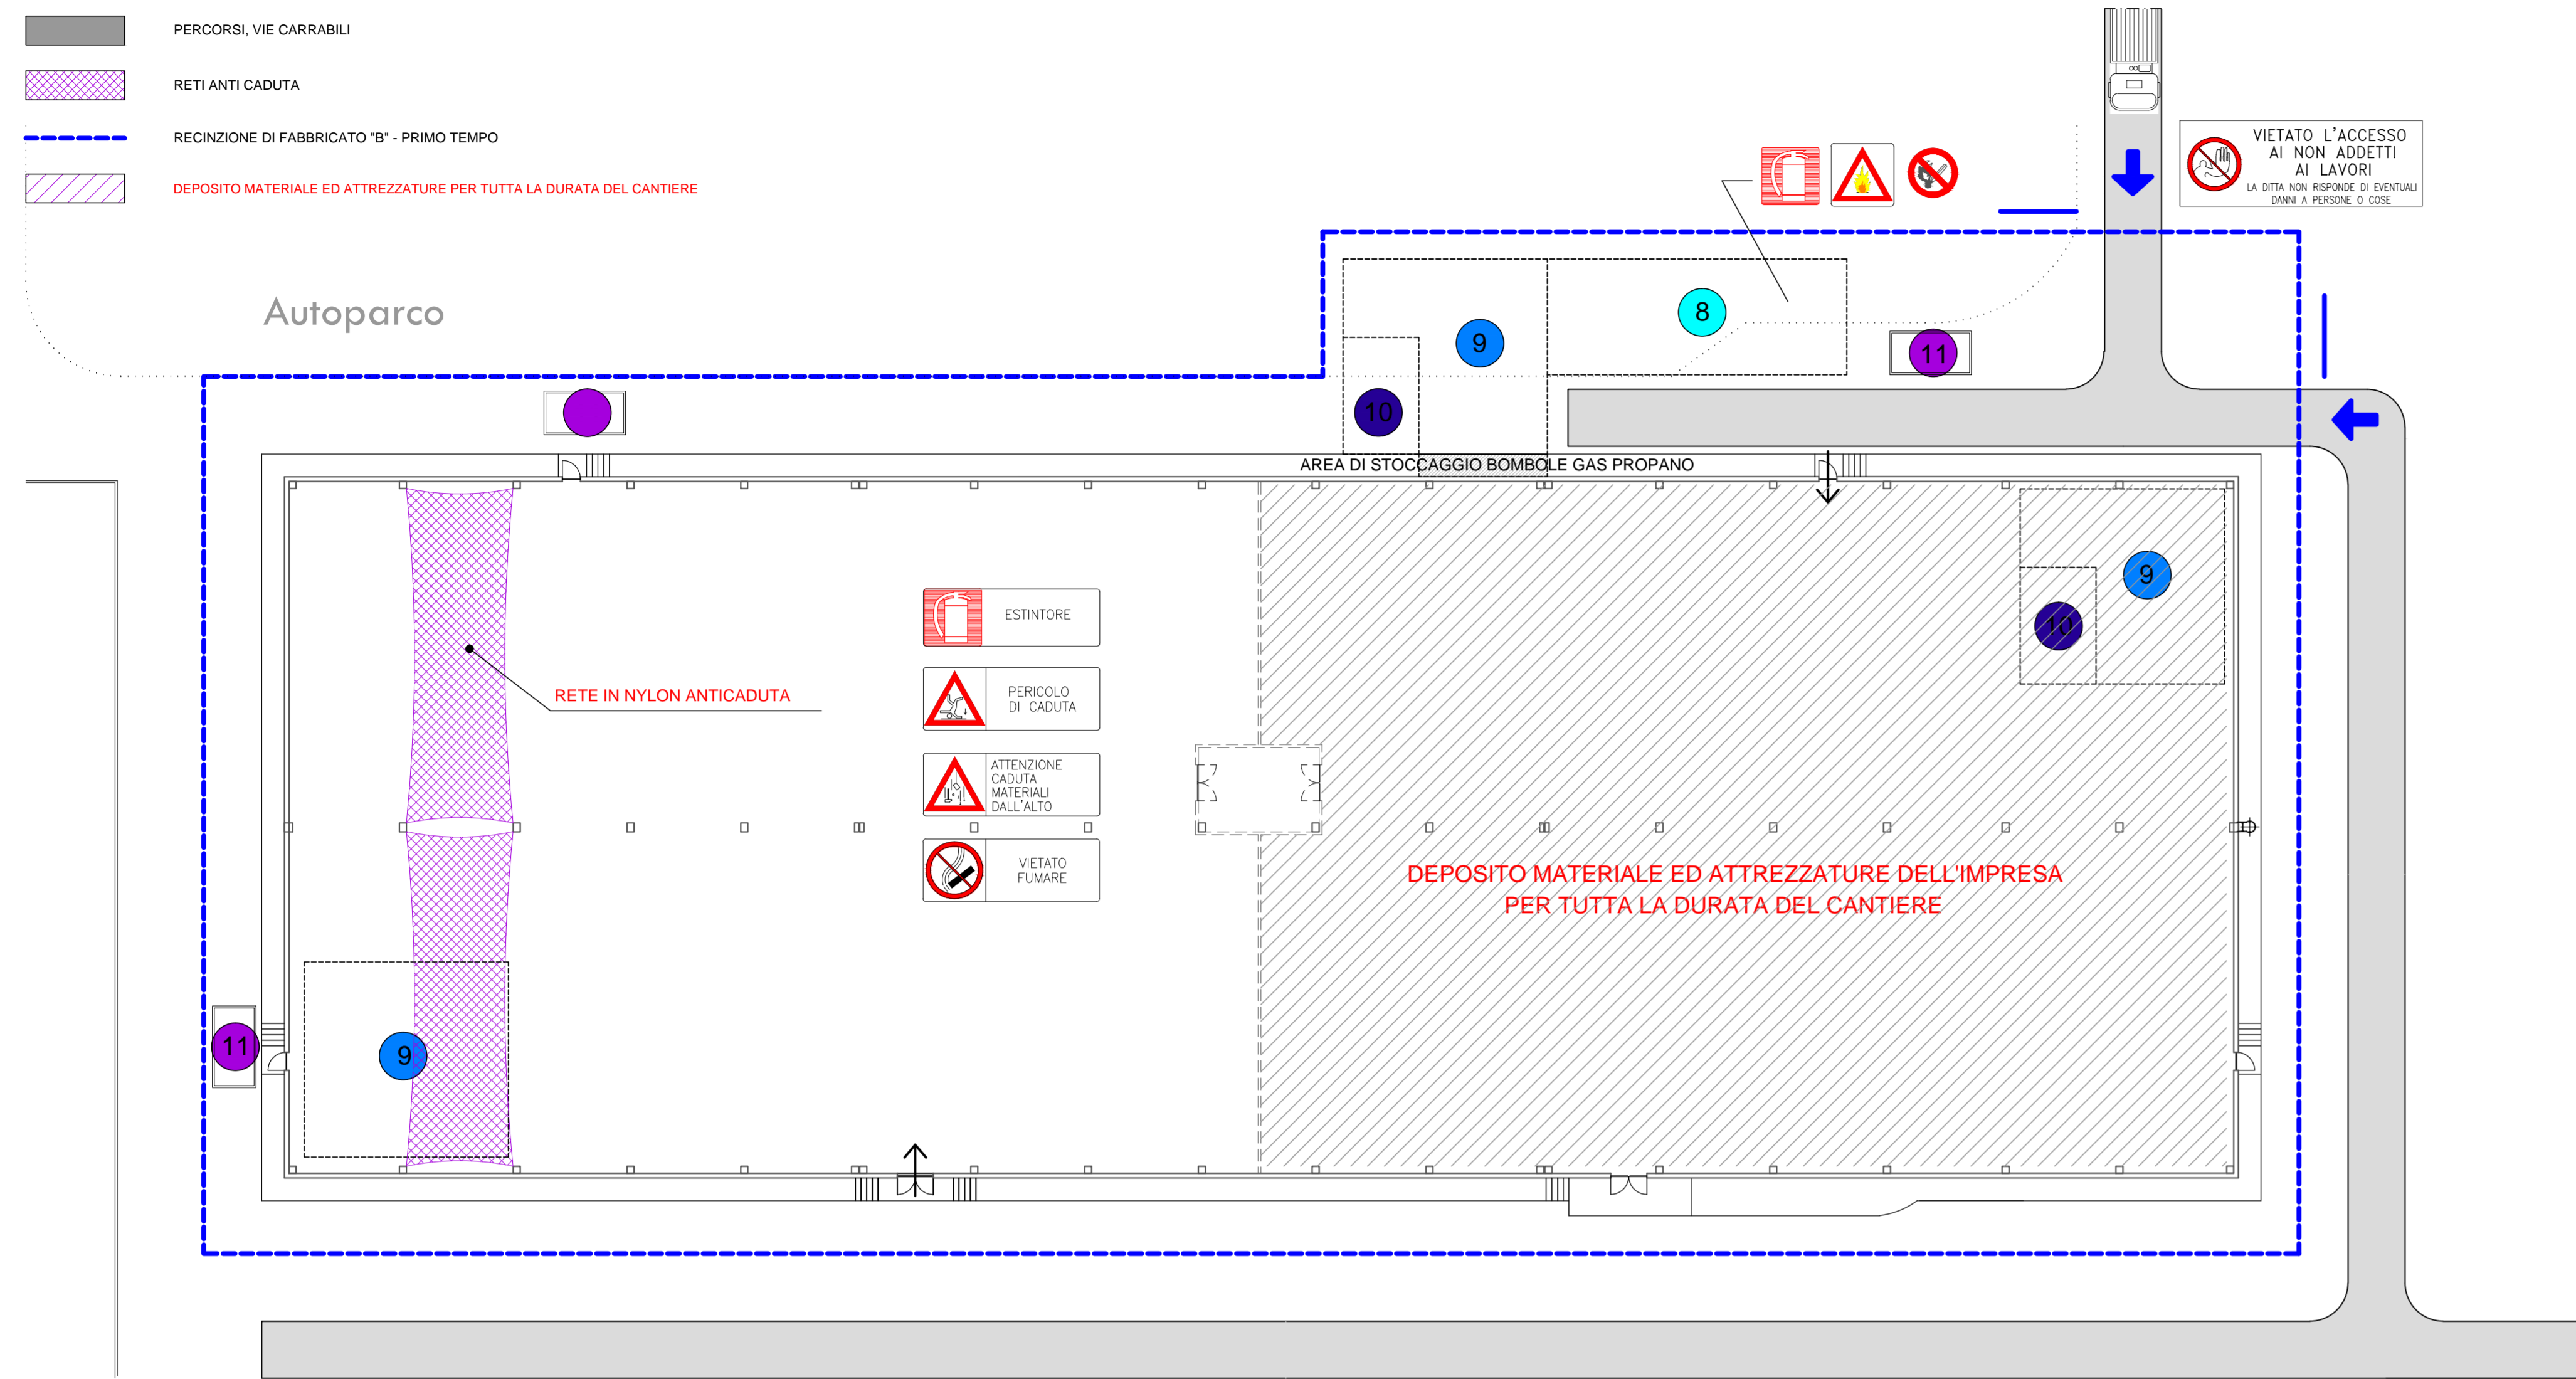 PERCORSI, VIE CARRABILI
RETI ANTI CADUTA
RECINZIONE DI FABBRICATO "B" - PRIMO TEMPO
DEPOSITO MATERIALE ED ATTREZZATURE PER TUTTA LA DURATA DEL CANTIERE
VIETATO L'ACCESSO
AI NON ADDETTI
AI LAVORI
LA DITTA NON RISPONDE DI EVENTUALI
DANNI A PERSONE O COSE
Autoparco
8
9
11
10
AREA DI STOCCAGGIO BOMBOLE GAS PROPANO
9
10
ESTINTORE
RETE IN NYLON ANTICADUTA
PERICOLO
DI CADUTA
ATTENZIONE
CADUTA
MATERIALI
DALL'ALTO
VIETATO
FUMARE
DEPOSITO MATERIALE ED ATTREZZATURE DELL'IMPRESA
PER TUTTA LA DURATA DEL CANTIERE
11
9